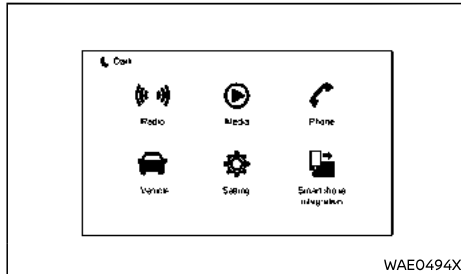 Radio
Media
Phone
Vehicle
Setting
Smartphone
integration
WAE0494X